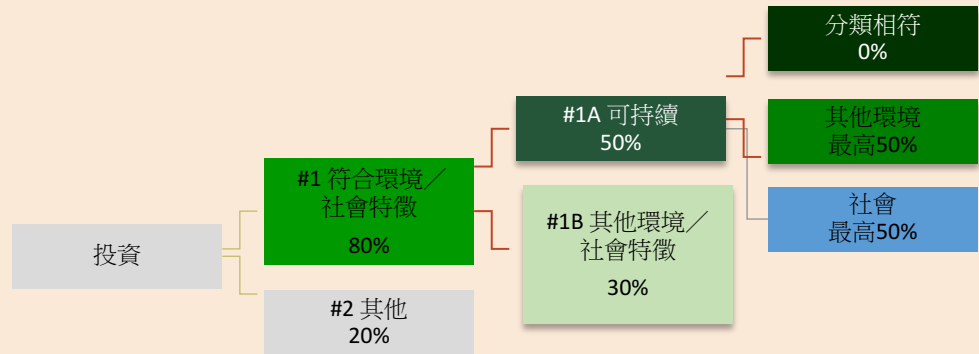 投資
#1 符合環境／
社會特徵
80%
#2 其他
20%
#1A 可持續
50%
#1B 其他環境／
社會特徵
30%
分類相符
0%
其他環境
最高50%
社會
最高50%